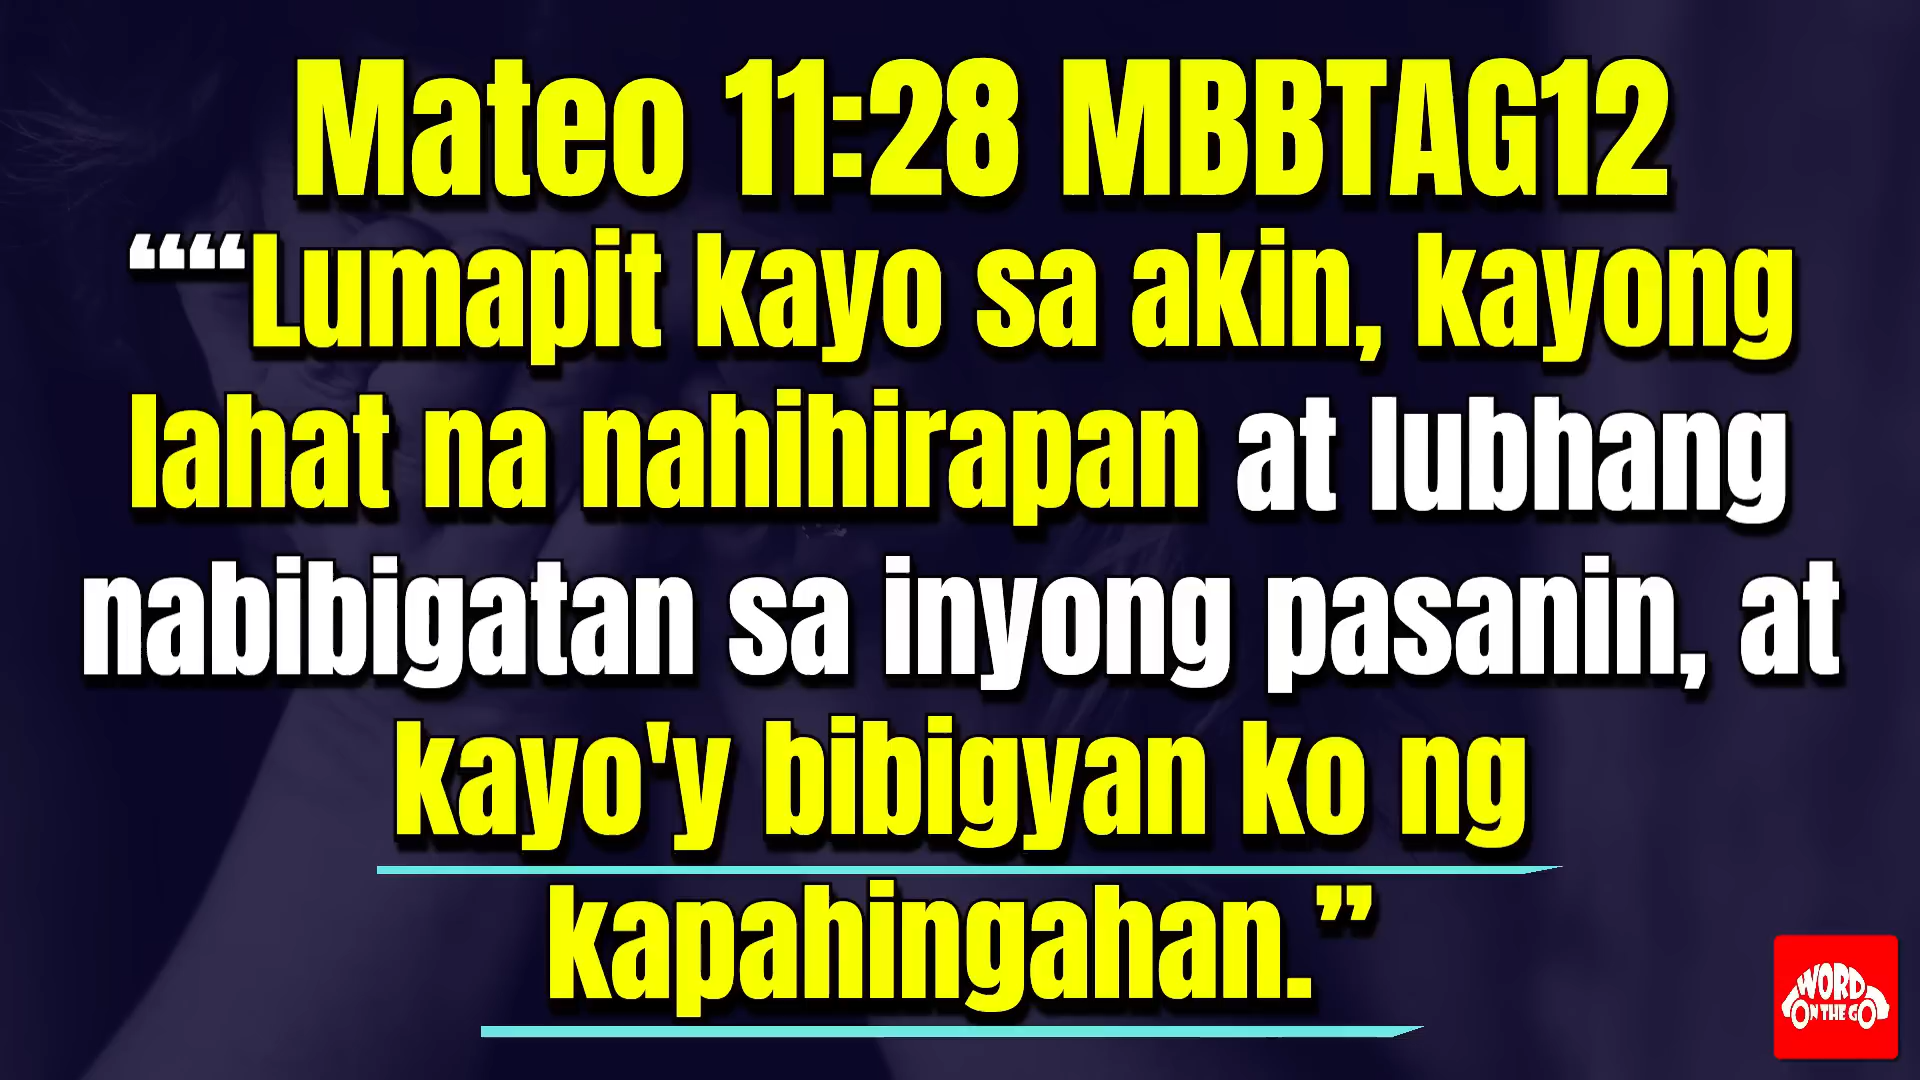 Mateo 11:28 MBBTAG12
““Lumapit kayo sa akin, kayong
lahat na nahihirapan at lubhang
nabibigatan sa inyong pasanin, at
kayo'y bibigyan ko ng
kapahingahan.”
WORD
ON THE GO